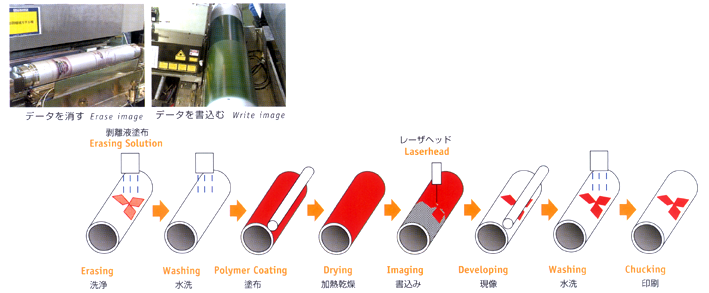 データを消す Erase image
データを書込む Write image
剥離液塗布
Erasing Solution
レーザヘッド
Laserhead
Erasing
洗浄
Washing
水洗
Polymer Coating
塗布
Drying
加熱乾燥
Imaging
書込み
Developing
現像
Washing
水洗
Chucking
印刷